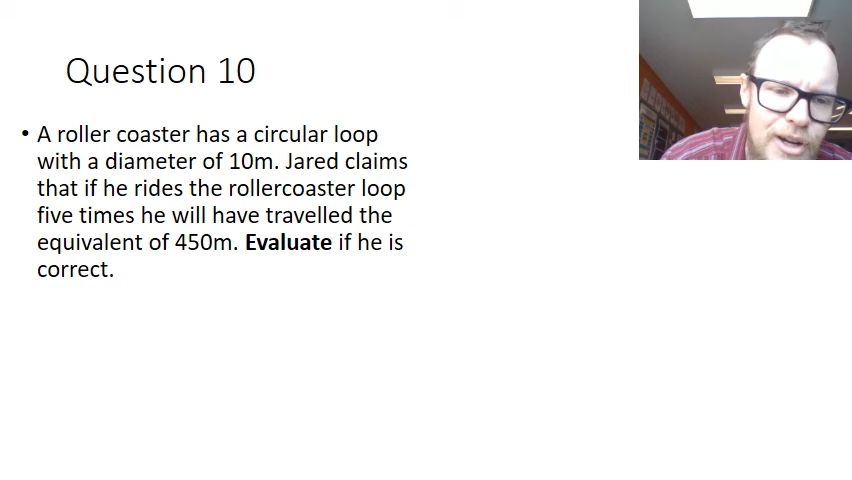 Question 10
• A roller coaster has a circular loop
with a diameter of 10m. Jared claims
that if he rides the rollercoaster loop
five times he will have travelled the
equivalent of 450m. Evaluate if he is
correct.